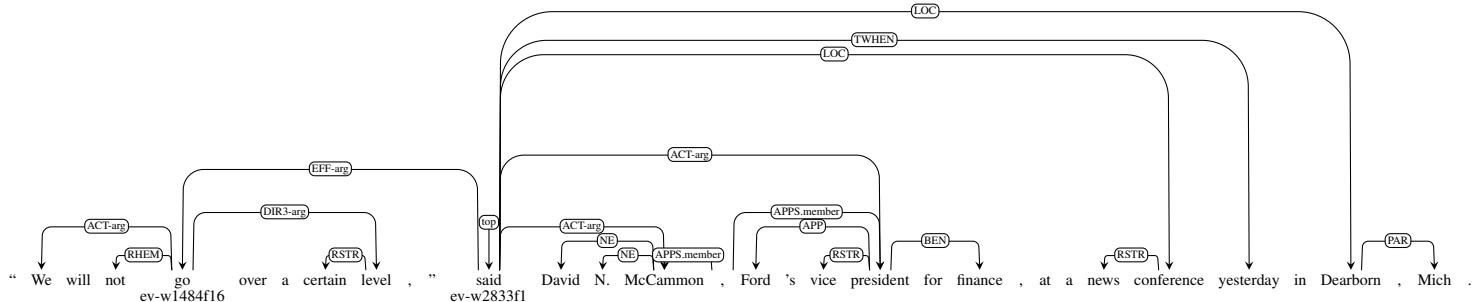 LOC
TWHEN
LOC
ACT-arg
EFF-arg
DIR3-arg APPS.member
top
ACT-arg ACT-arg APP
NE BEN PAR
RHEM RSTR NE APPS.member RSTR RSTR
“ We will not go over a certain level , ” said David N. McCammon , Ford ’s vice president for finance , at a news conference yesterday in Dearborn , Mich .
ev-w1484f16 ev-w2833f1